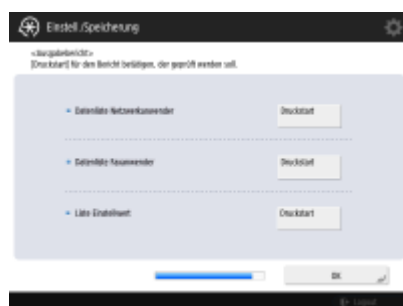 Einstell./Speicherung
<Ausgabebericht>
[Druckstart] für den Bericht betätigen, der geprüft werden soll.
Datenliste Netzwerkanwender
Druckstart
Datenliste Faxanwender
Druckstart
Liste Einstellwert
Druckstart
OK
Logout